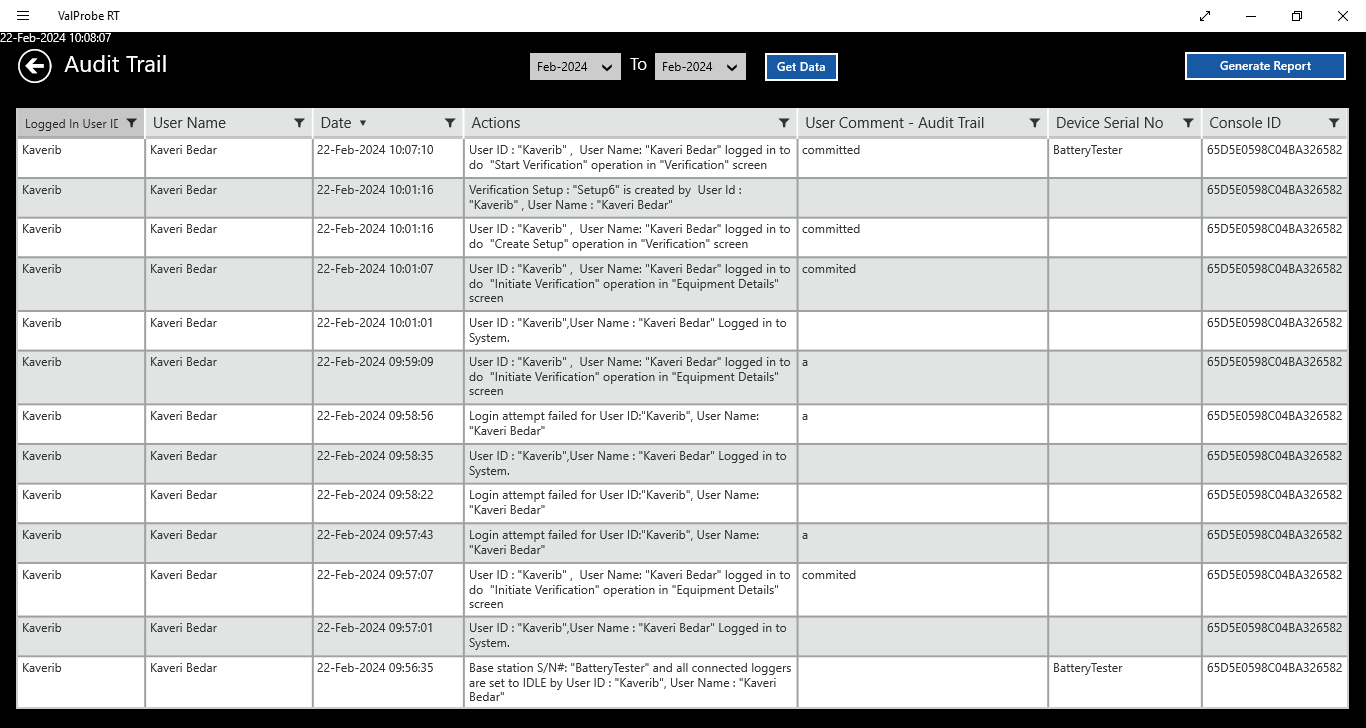 ValProbe RT
22-Feb-2024 10:08:07
Audit Trail
Feb-2024 To Feb-2024 Get Data Generate Report
Logged In User ID User Name Date Actions User Comment - Audit Trail Device Serial No Console ID
Kaverib Kaveri Bedar 22-Feb-2024 10:07:10 User ID : "Kaverib" , User Name: "Kaveri Bedar" logged in to committed BatteryTester 65D5E0598C04BA326582
do "Start Verification" operation in "Verification" screen
Kaverib Kaveri Bedar 22-Feb-2024 10:01:16 Verification Setup : "Setup6" is created by User Id : 65D5E0598C04BA326582
"Kaverib" , User Name : "Kaveri Bedar"
Kaverib Kaveri Bedar 22-Feb-2024 10:01:16 User ID : "Kaverib" , User Name: "Kaveri Bedar" logged in to committed 65D5E0598C04BA326582
do "Create Setup" operation in "Verification" screen
Kaverib Kaveri Bedar 22-Feb-2024 10:01:07 User ID : "Kaverib" , User Name: "Kaveri Bedar" logged in to commited 65D5E0598C04BA326582
do "Initiate Verification" operation in "Equipment Details"
screen
Kaverib Kaveri Bedar 22-Feb-2024 10:01:01 User ID : "Kaverib",User Name : "Kaveri Bedar" Logged in to 65D5E0598C04BA326582
System.
Kaverib Kaveri Bedar 22-Feb-2024 09:59:09 User ID : "Kaverib" , User Name: "Kaveri Bedar" logged in to a 65D5E0598C04BA326582
do "Initiate Verification" operation in "Equipment Details"
screen
Kaverib Kaveri Bedar 22-Feb-2024 09:58:56 Login attempt failed for User ID:"Kaverib", User Name: a 65D5E0598C04BA326582
"Kaveri Bedar"
Kaverib Kaveri Bedar 22-Feb-2024 09:58:35 User ID : "Kaverib",User Name : "Kaveri Bedar" Logged in to 65D5E0598C04BA326582
System.
Kaverib Kaveri Bedar 22-Feb-2024 09:58:22 Login attempt failed for User ID:"Kaverib", User Name: 65D5E0598C04BA326582
"Kaveri Bedar"
Kaverib Kaveri Bedar 22-Feb-2024 09:57:43 Login attempt failed for User ID:"Kaverib", User Name: a 65D5E0598C04BA326582
"Kaveri Bedar"
Kaverib Kaveri Bedar 22-Feb-2024 09:57:07 User ID : "Kaverib" , User Name: "Kaveri Bedar" logged in to commited 65D5E0598C04BA326582
do "Initiate Verification" operation in "Equipment Details"
screen
Kaverib Kaveri Bedar 22-Feb-2024 09:57:01 User ID : "Kaverib",User Name : "Kaveri Bedar" Logged in to 65D5E0598C04BA326582
System.
Kaverib Kaveri Bedar 22-Feb-2024 09:56:35 Base station S/N#: "BatteryTester" and all connected loggers BatteryTester 65D5E0598C04BA326582
are set to IDLE by User ID : "Kaverib", User Name : "Kaveri
Bedar"